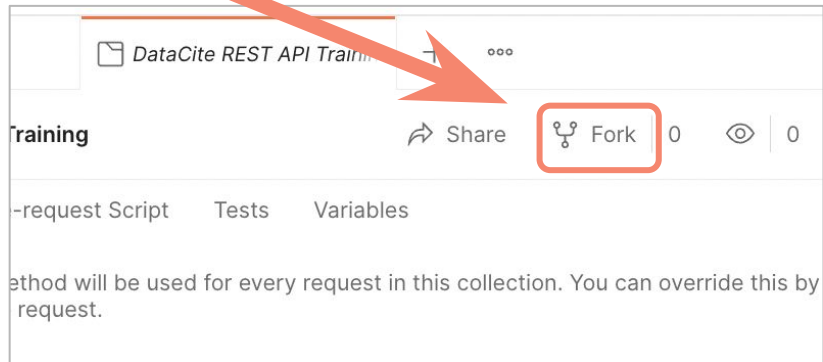 DataCite REST API Trainin
Training
Share
Fork
0
0
-request Script Tests Variables
ethod will be used for every request in this collection. You can override this by
request.